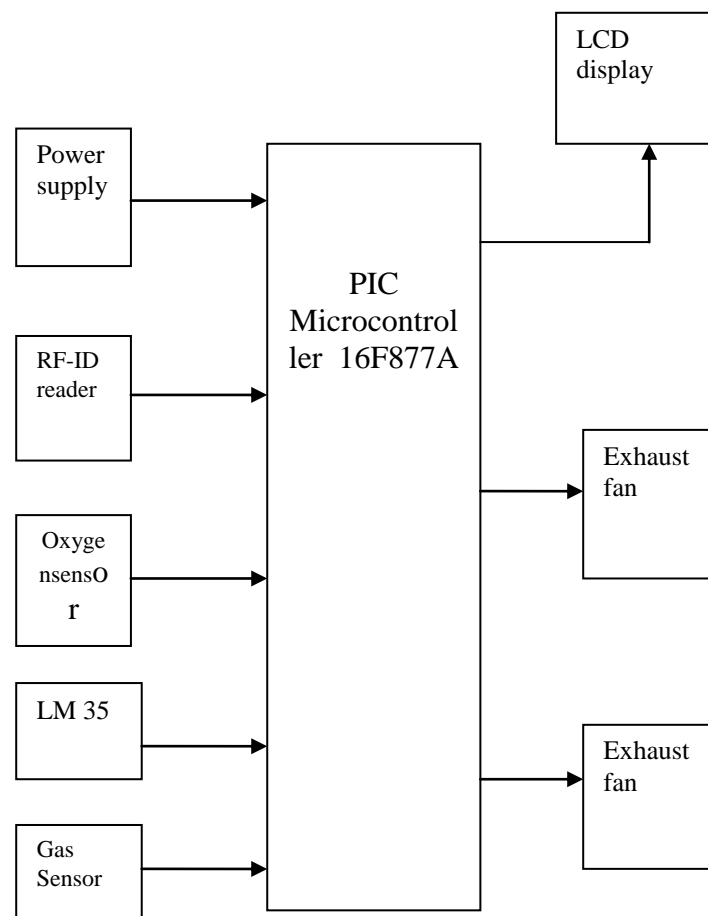 LCD
display
Power
supply
PIC
Microcontrol
ler 16F877A
RF-ID
reader
Exhaust
fan
Oxyge
nsenso
r
LM 35
Exhaust
fan
Gas
Sensor